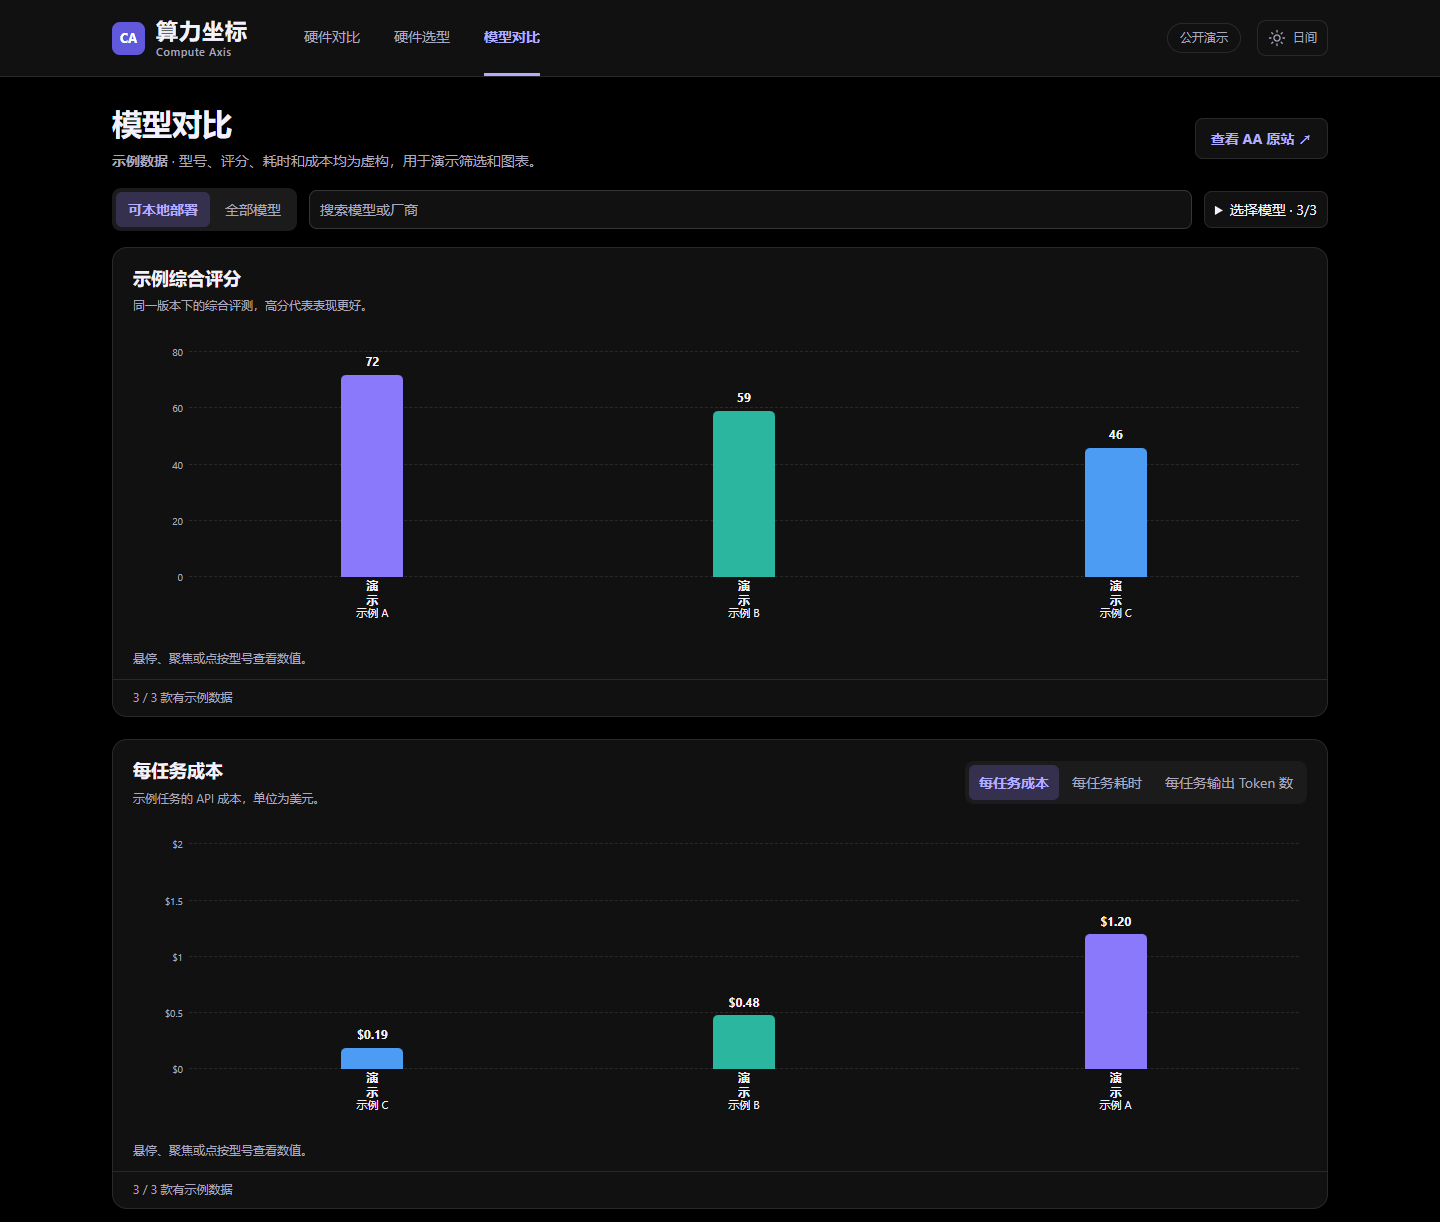 CA
算力坐标
Compute Axis
硬件对比
硬件选型
模型对比
公开演示
日间
模型对比
示例数据 · 型号、评分、耗时和成本均为虚构，用于演示筛选和图表。
查看 AA 原站 ↗
可本地部署
全部模型
搜索模型或厂商
▶ 选择模型 · 3/3
示例综合评分
同一版本下的综合评测，高分代表表现更好。
80
60
40
20
0
72
59
46
演
示
示例 A
演
示
示例 B
演
示
示例 C
悬停、聚焦或点按型号查看数值。
3 / 3 款有示例数据
每任务成本
示例任务的 API 成本，单位为美元。
每任务成本
每任务耗时
每任务输出 Token 数
$2
$1.5
$1
$0.5
$0
$0.19
$0.48
$1.20
演
示
示例 C
演
示
示例 B
演
示
示例 A
悬停、聚焦或点按型号查看数值。
3 / 3 款有示例数据